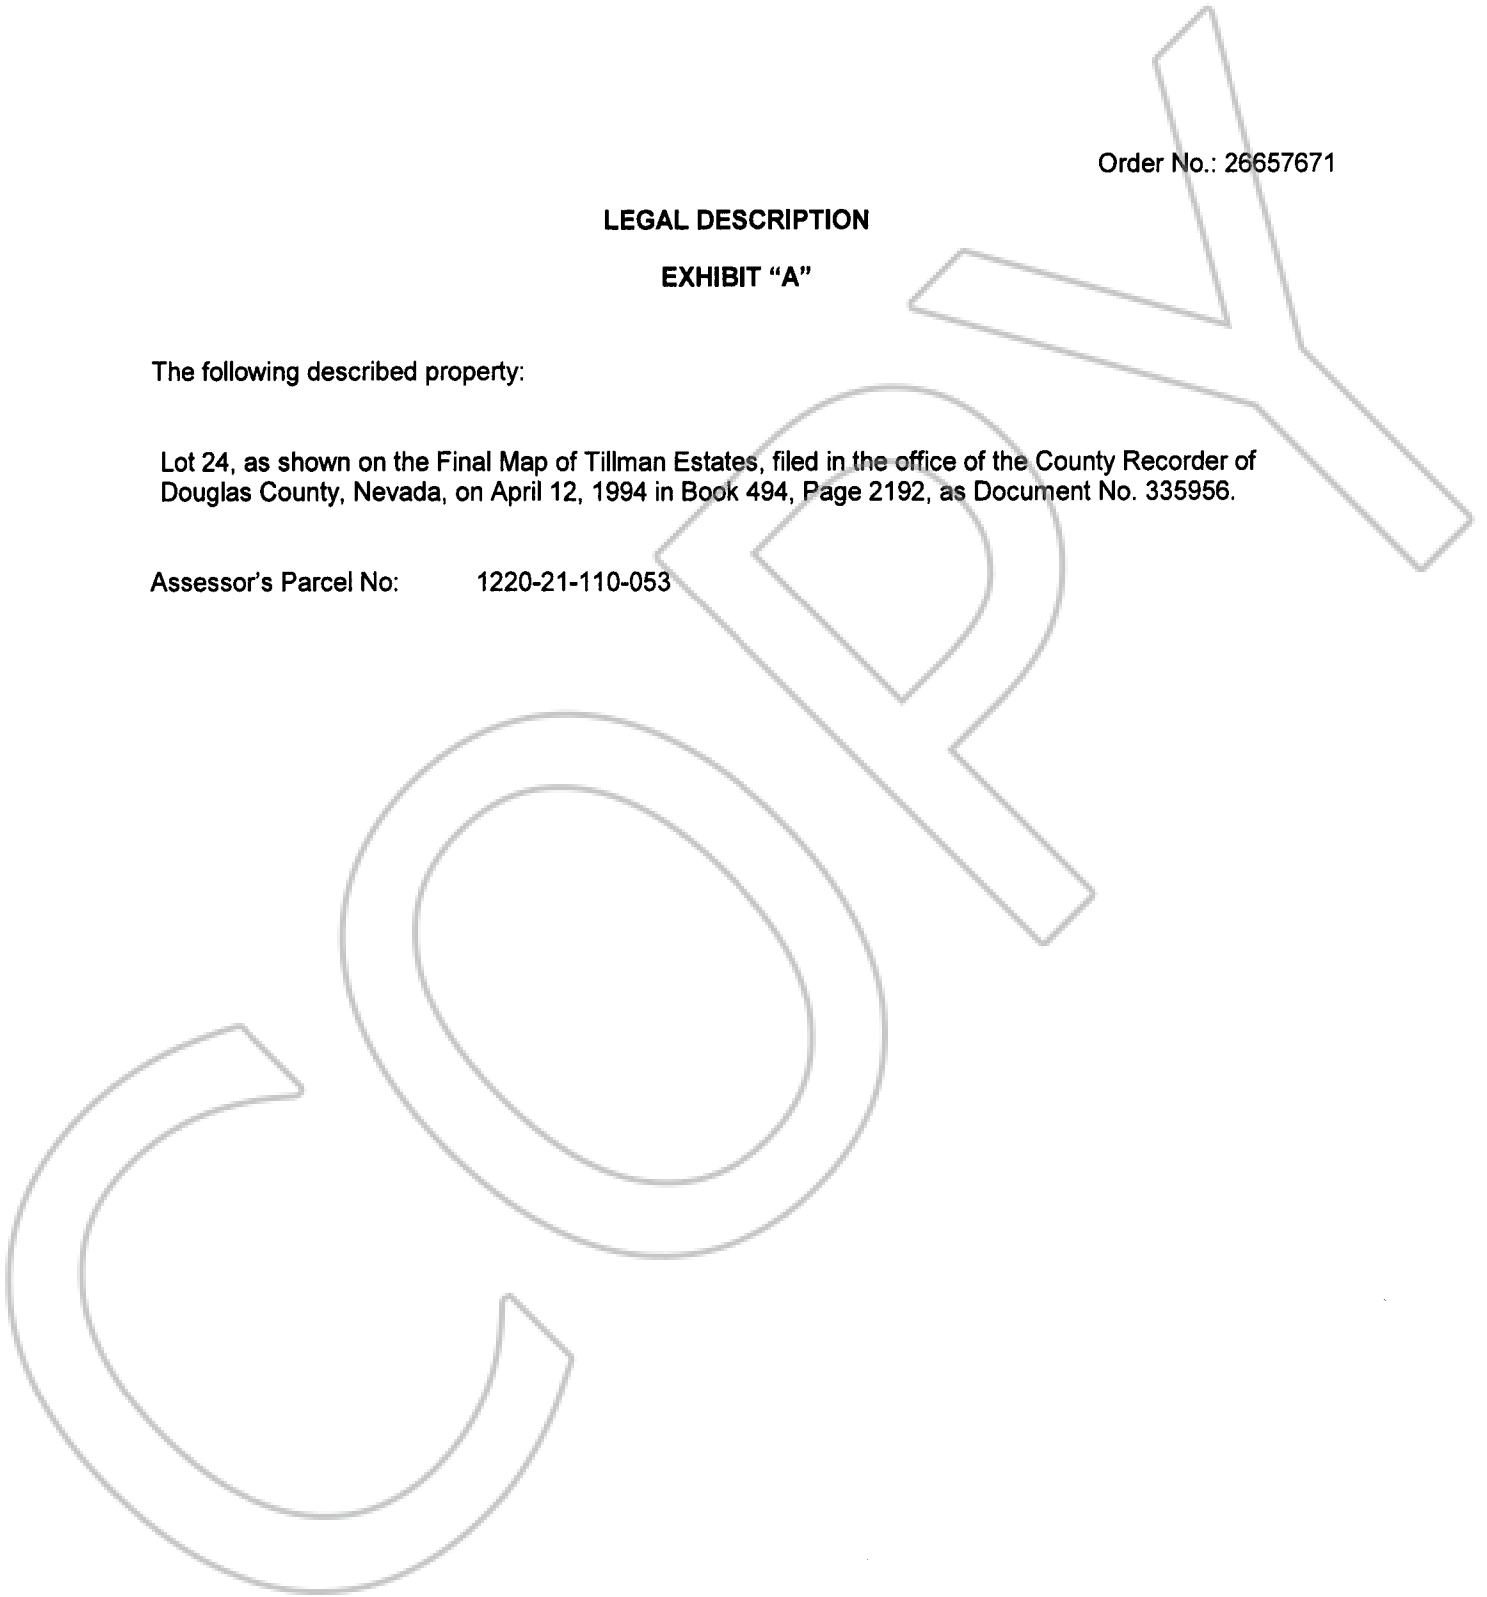 Order No.: 26657671
LEGAL DESCRIPTION
EXHIBIT “A”
The following described property:
Lot 24, as shown on the Final Map of Tillman Estates, filed in the office of the County Recorder of
Douglas County, Nevada, on April 12, 1994 in Book 494, Page 2192, as Document No. 335956.
Assessor’s Parcel No: 1220-21-110-053
COPY